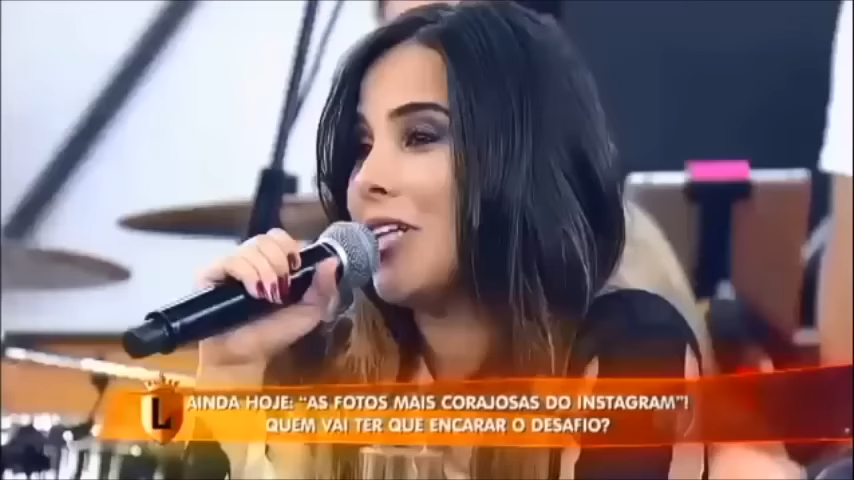 L
AINDA HOJE: "AS FOTOS MAIS CORAJOSAS DO INSTAGRAM"!
QUEM VAI TER QUE ENCARAR O DESAFIO?